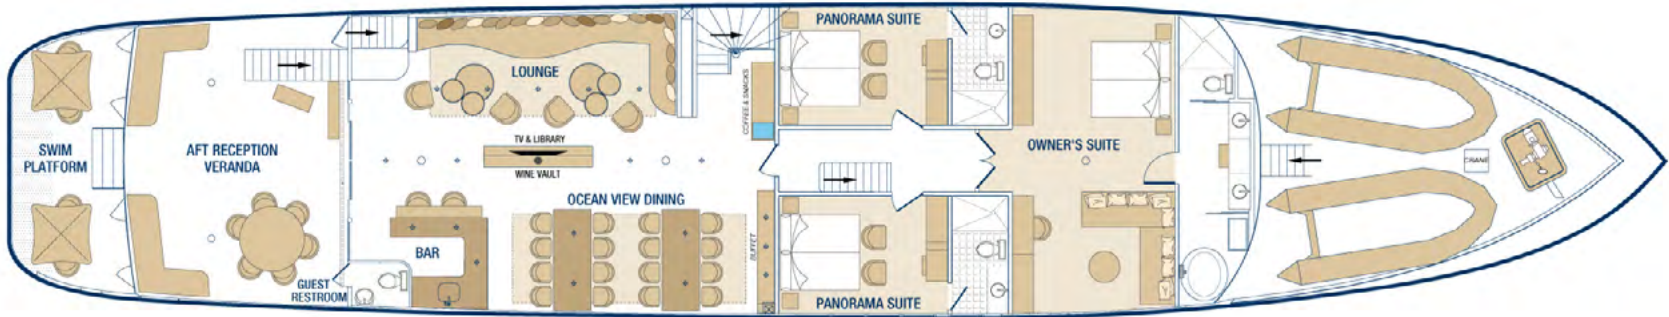 PANORAMA SUITE
LOUNGE
COFFEE & SNACKS
TV & LIBRARY
WINE VAULT
SWIM
PLATFORM
AFT RECEPTION
VERANDA
OWNER'S SUITE
CRANE
OCEAN VIEW DINING
BAR
BUFFET
GUEST
RESTROOM
PANORAMA SUITE